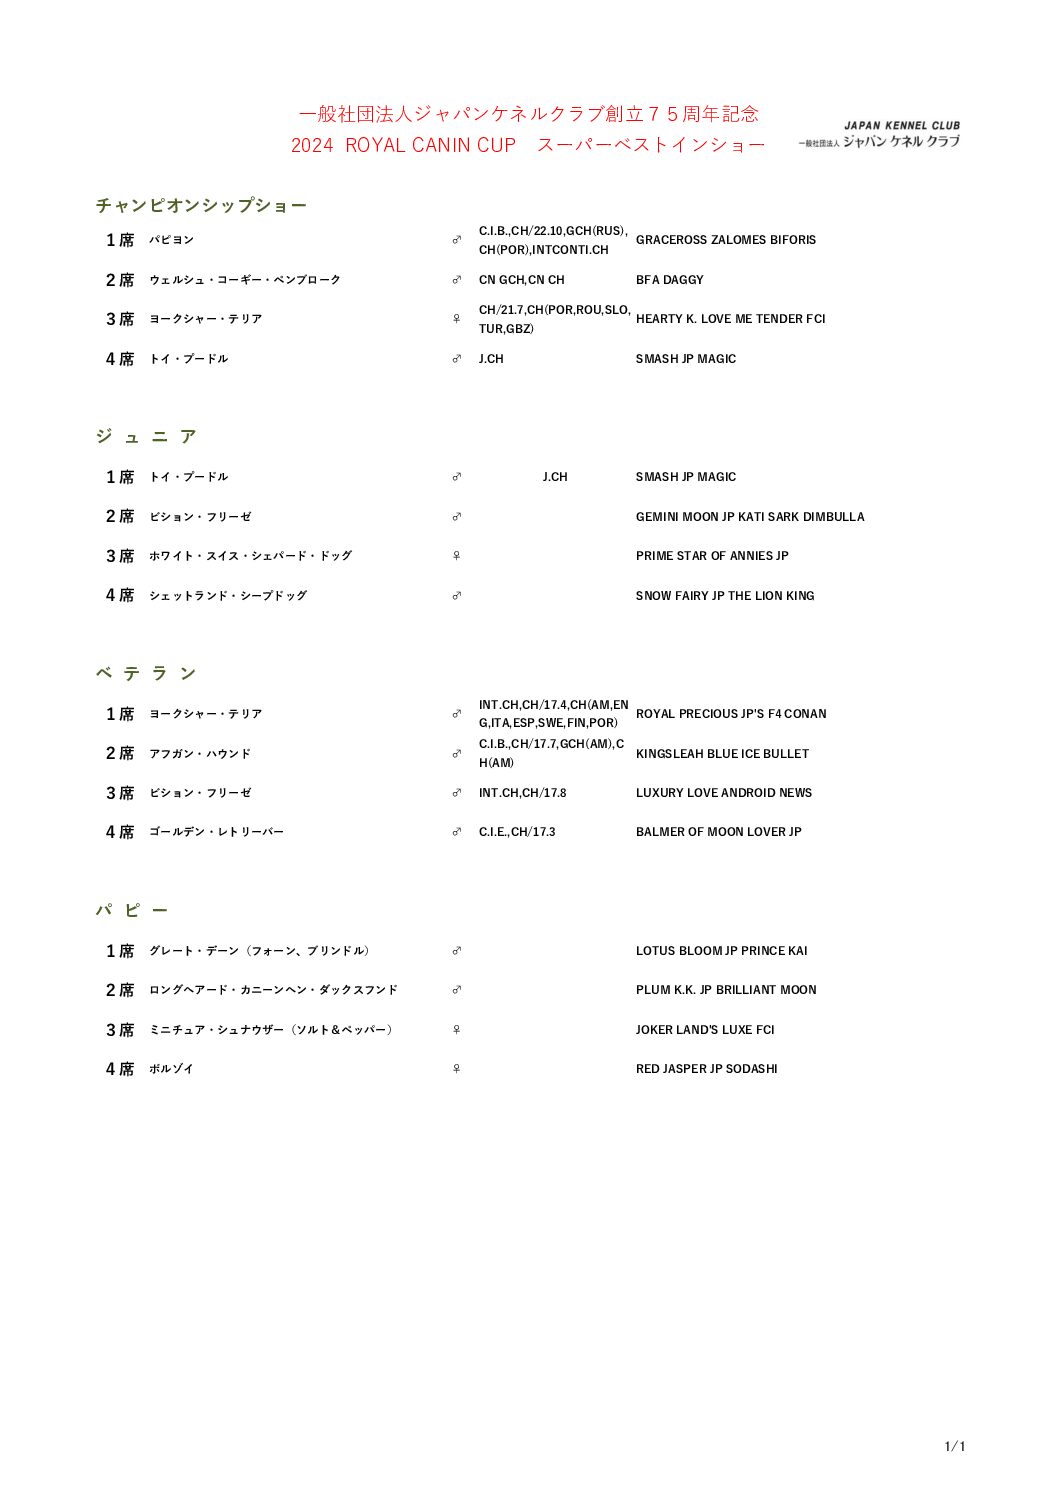 一般社団法人ジャパンケネルクラブ創立７５周年記念
2024 ROYAL CANIN CUP　スーパーベストインショー
JAPAN KENNEL CLUB
一般社団法人 ジャパン ケネル クラブ
チャンピオンシップショー
1席 パピヨン ♂ C.I.B.,CH/22.10,GCH(RUS),
CH(POR),INTCONTI.CH GRACEROSS ZALOMES BIFORIS
2席 ウェルシュ・コーギー・ペンブローク ♂ CN GCH,CN CH BFA DAGGY
3席 ヨークシャー・テリア ♀ CH/21.7,CH(POR,ROU,SLO,
TUR,GBZ) HEARTY K. LOVE ME TENDER FCI
4席 トイ・プードル ♂ J.CH SMASH JP MAGIC
ジュニア
1席 トイ・プードル ♂ J.CH SMASH JP MAGIC
2席 ビション・フリーゼ ♂ GEMINI MOON JP KATI SARK DIMBULLA
3席 ホワイト・スイス・シェパード・ドッグ ♀ PRIME STAR OF ANNIES JP
4席 シェットランド・シープドッグ ♂ SNOW FAIRY JP THE LION KING
ベテラン
1席 ヨークシャー・テリア ♂ INT.CH,CH/17.4,CH(AM,EN
G,ITA,ESP,SWE,FIN,POR) ROYAL PRECIOUS JP'S F4 CONAN
2席 アフガン・ハウンド ♂ C.I.B.,CH/17.7,GCH(AM),C
H(AM) KINGSLEAH BLUE ICE BULLET
3席 ビション・フリーゼ ♂ INT.CH,CH/17.8 LUXURY LOVE ANDROID NEWS
4席 ゴールデン・レトリーバー ♂ C.I.E.,CH/17.3 BALMER OF MOON LOVER JP
パピー
1席 グレート・デーン（フォーン、ブリンドル） ♂ LOTUS BLOOM JP PRINCE KAI
2席 ロングヘアード・カニーンヘン・ダックスフンド ♂ PLUM K.K. JP BRILLIANT MOON
3席 ミニチュア・シュナウザー（ソルト＆ペッパー） ♀ JOKER LAND'S LUXE FCI
4席 ボルゾイ ♀ RED JASPER JP SODASHI
1/1